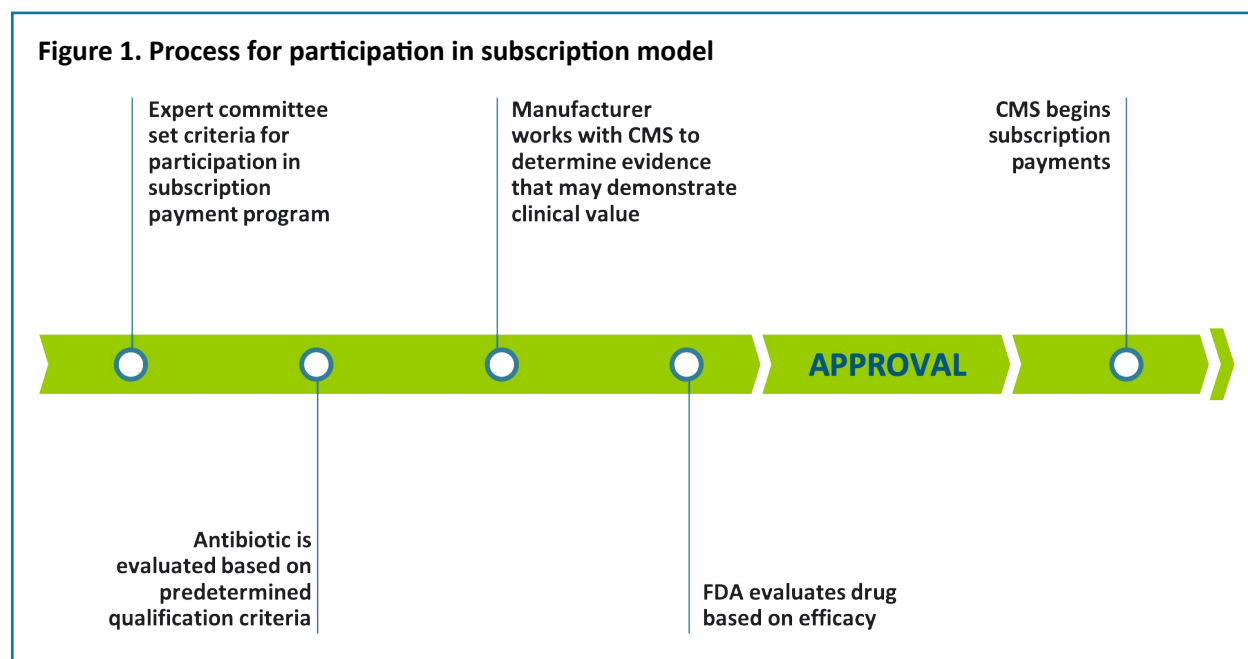 Figure 1. Process for participation in subscription model
Expert committee
set criteria for
participation in
subscription
payment program
Manufacturer
works with CMS to
determine evidence
that may demonstrate
clinical value
CMS begins
subscription
payments
APPROVAL
Antibiotic is
evaluated based on
predetermined
qualification criteria
FDA evaluates drug
based on efficacy